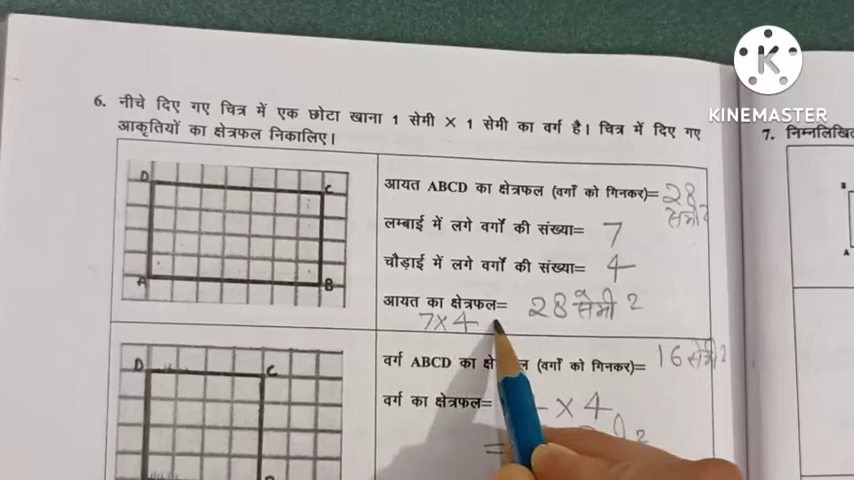 KINEMASTER
6. नीचे दिए गए चित्र में एक छोटा खाना 1 सेमी × 1 सेमी का वर्ग है। चित्र में दिए गए
आकृतियों का क्षेत्रफल निकालिए।
D C
A B
आयत ABCD का क्षेत्रफल (वर्गों को गिनकर)= 28 सेमी 2
लम्बाई में लगे वर्गों की संख्या= 7
चौड़ाई में लगे वर्गों की संख्या= 4
आयत का क्षेत्रफल= 28 सेमी 2
7×4
D C
वर्ग ABCD का (वर्गों को गिनकर)= 16 सेमी 2
वर्ग का क्षेत्रफल= × 4
=
7.
B
A